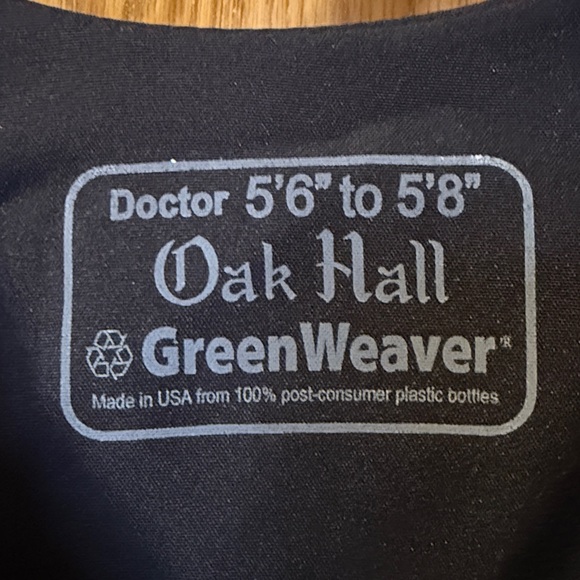 Doctor 5'6" to 5'8"
Oak Hall
GreenWeaver®
Made in USA from 100% post-consumer plastic bottles